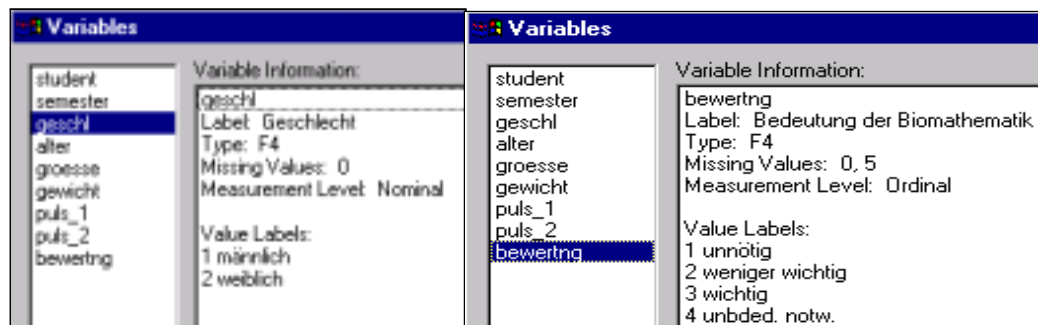 Variables
student
semester
geschl
alter
groesse
gewicht
puls_1
puls_2
bewertng
Variable Information:
geschl
Label: Geschlecht
Type: F4
Missing Values: 0
Measurement Level: Nominal
Value Labels:
1 männlich
2 weiblich
Variables
student
semester
geschl
alter
groesse
gewicht
puls_1
puls_2
bewertng
Variable Information:
bewertng
Label: Bedeutung der Biomathematik
Type: F4
Missing Values: 0, 5
Measurement Level: Ordinal
Value Labels:
1 unnötig
2 weniger wichtig
3 wichtig
4 unbded. notw.